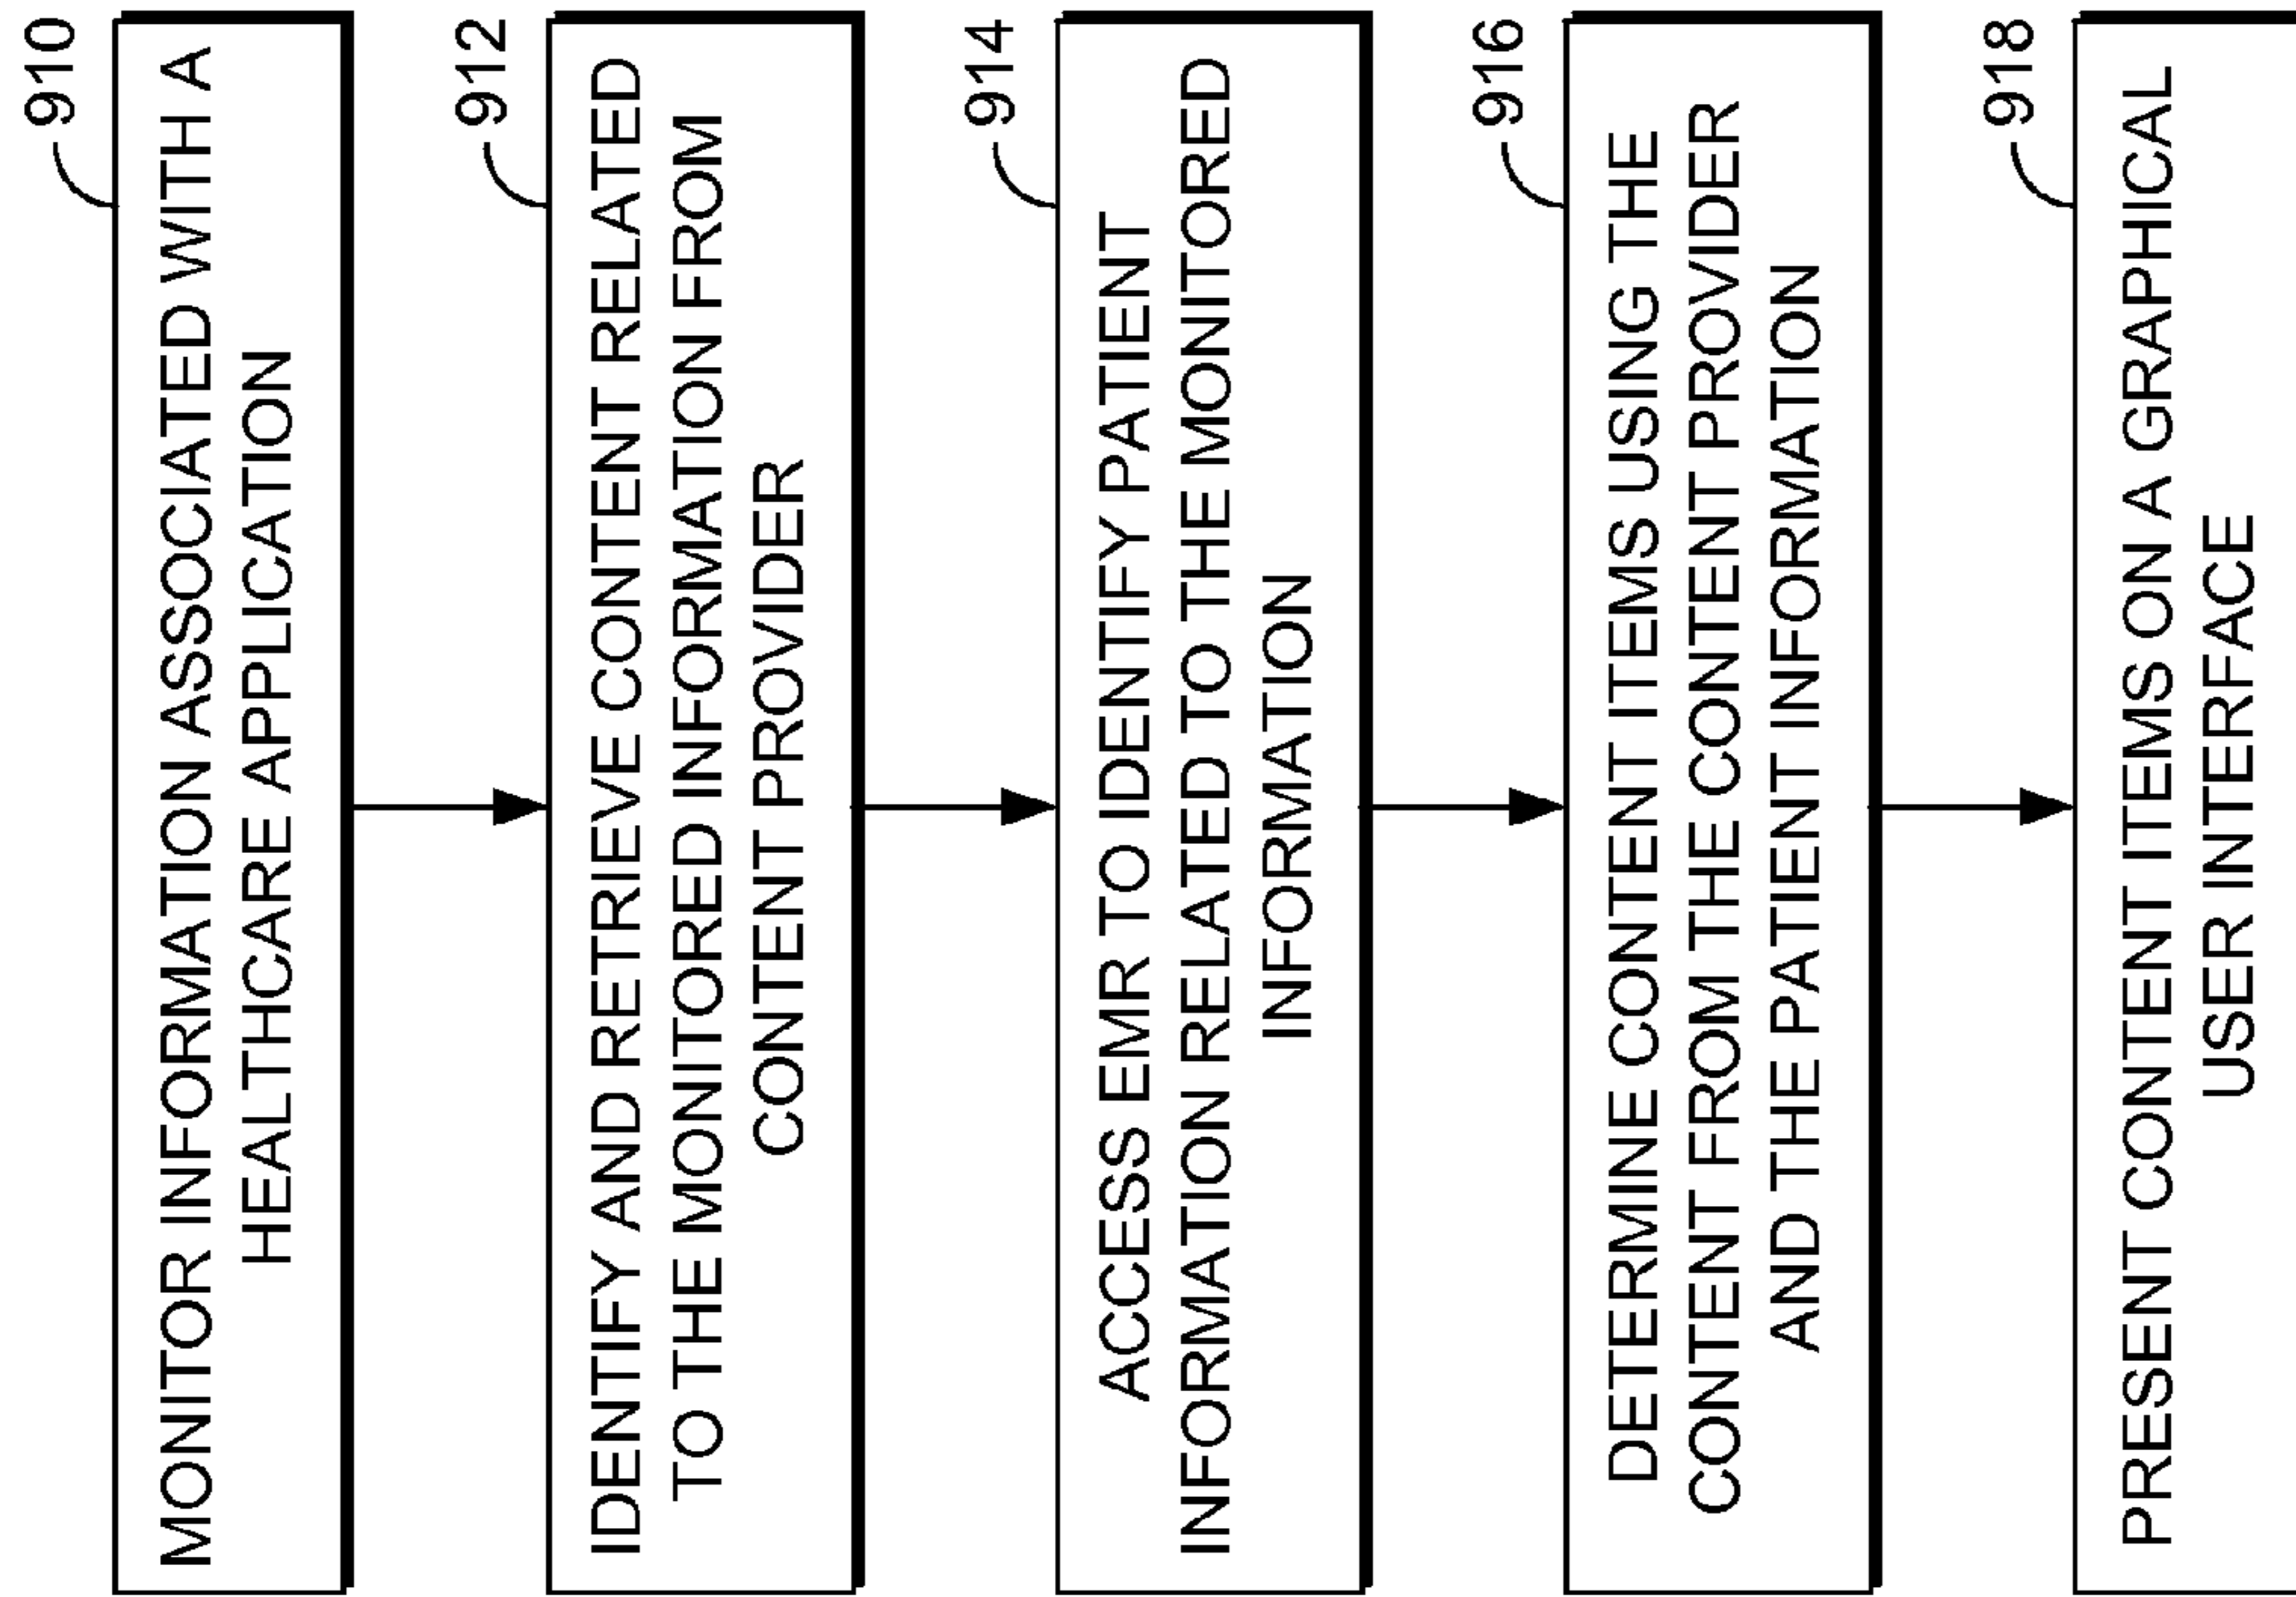 910
MONITOR INFORMATION ASSOCIATED WITH A
HEALTHCARE APPLICATION
912
IDENTIFY AND RETRIEVE CONTENT RELATED
TO THE MONITORED INFORMATION FROM
CONTENT PROVIDER
914
ACCESS EMR TO IDENTIFY PATIENT
INFORMATION RELATED TO THE MONITORED
INFORMATION
916
DETERMINE CONTENT ITEMS USING THE
CONTENT FROM THE CONTENT PROVIDER
AND THE PATIENT INFORMATION
918
PRESENT CONTENT ITEMS ON A GRAPHICAL
USER INTERFACE